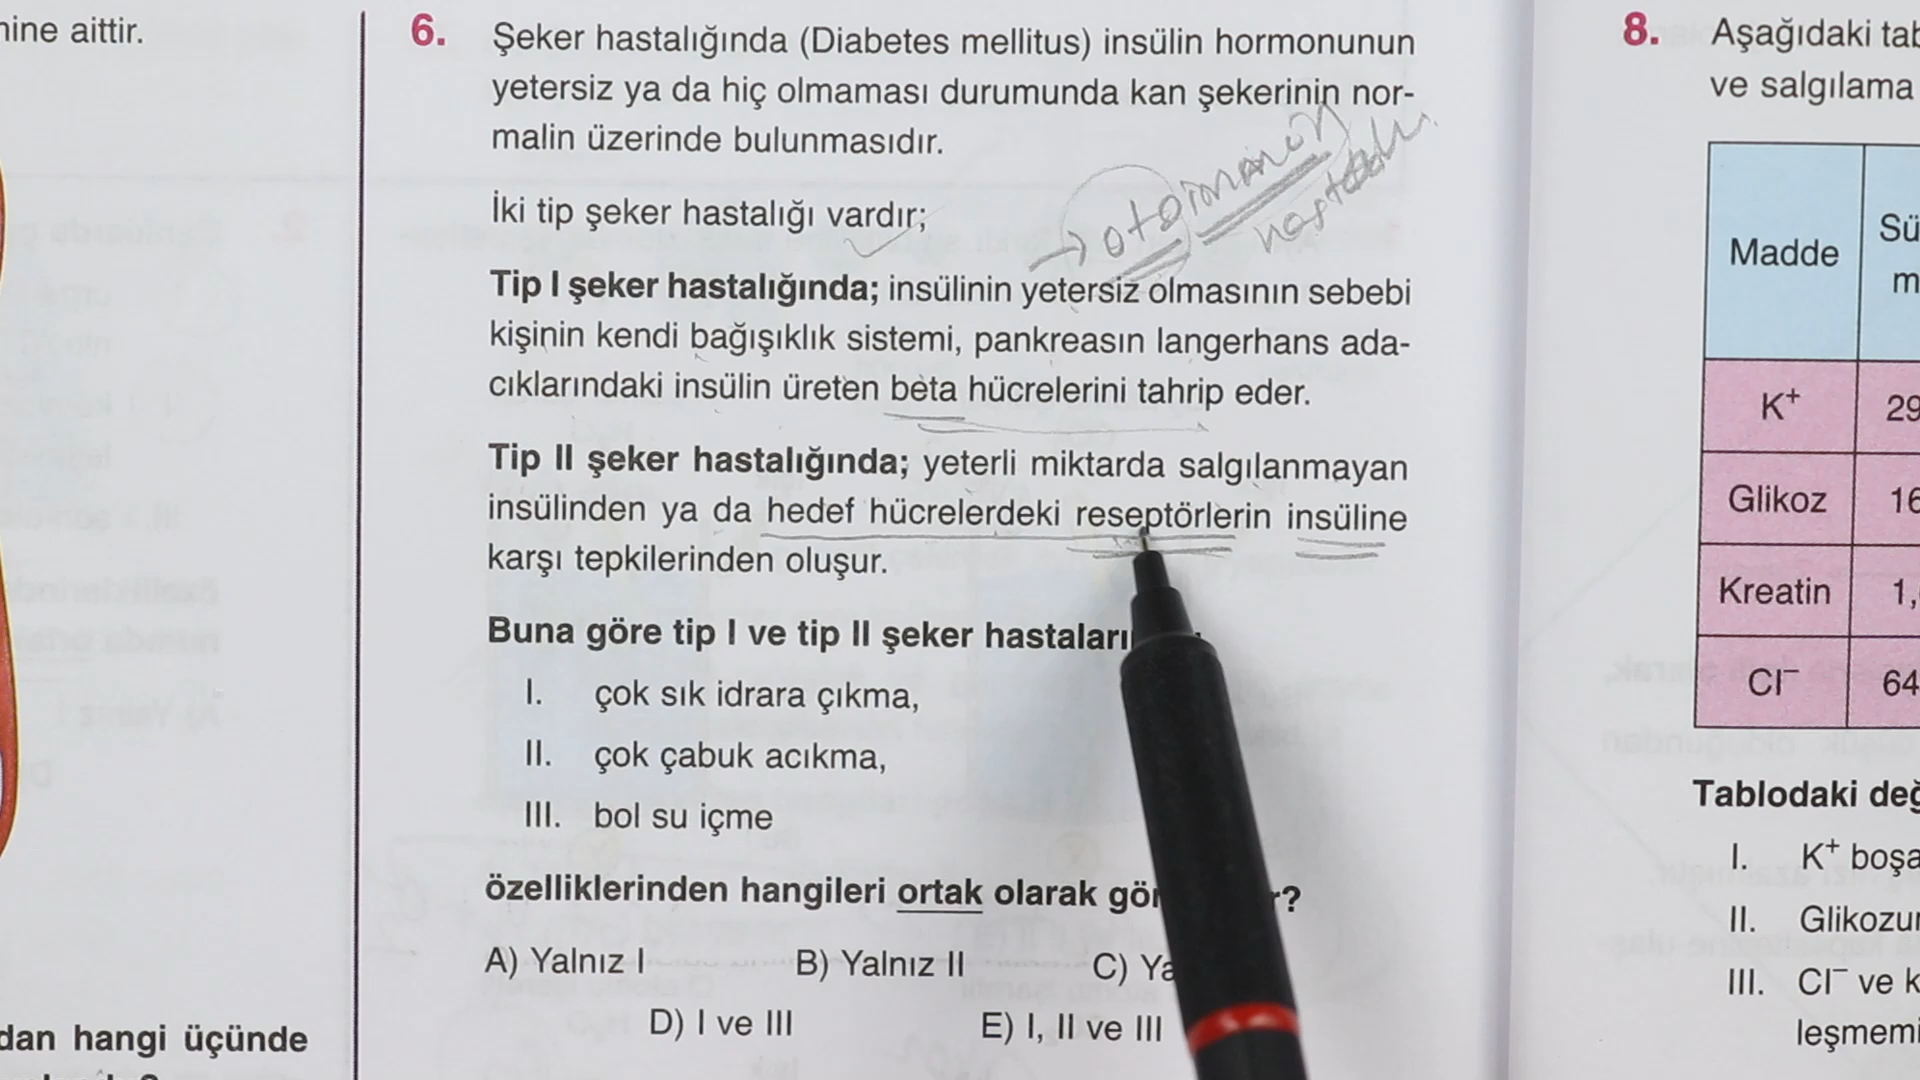 nine aittir.
dan hangi üçünde
6. Şeker hastalığında (Diabetes mellitus) insülin hormonunun
yetersiz ya da hiç olmaması durumunda kan şekerinin nor-
malin üzerinde bulunmasıdır.
İki tip şeker hastalığı vardır;
→ otoimmün
hastalık
Tip I şeker hastalığında; insülinin yetersiz olmasının sebebi
kişinin kendi bağışıklık sistemi, pankreasın langerhans ada-
cıklarındaki insülin üreten beta hücrelerini tahrip eder.
Tip II şeker hastalığında; yeterli miktarda salgılanmayan
insülinden ya da hedef hücrelerdeki reseptörlerin insüline
karşı tepkilerinden oluşur.
Buna göre tip I ve tip II şeker hastaları
I. çok sık idrara çıkma,
II. çok çabuk acıkma,
III. bol su içme
özelliklerinden hangileri ortak olarak gör r?
A) Yalnız I B) Yalnız II C) Ya
D) I ve III E) I, II ve III
8. Aşağıdaki tab
ve salgılama
Madde Sü
m
K⁺ 29
Glikoz 16
Kreatin 1,
Cl⁻ 64
Tablodaki değ
I. K⁺ boşa
II. Glikozun
III. Cl⁻ ve k
leşmemi